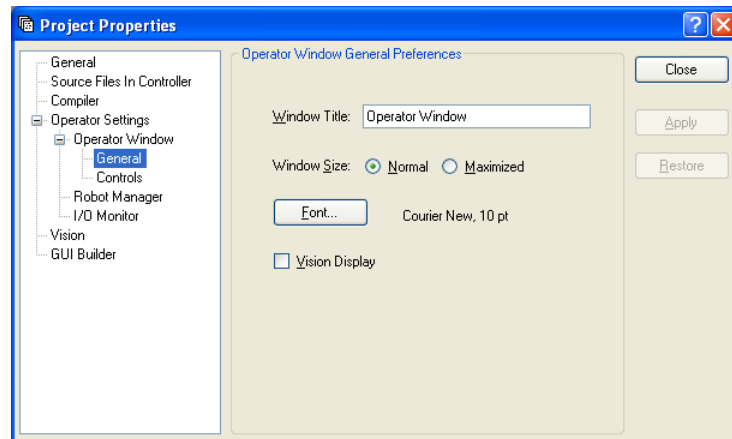 Project Properties
General
Source Files In Controller
Compiler
Operator Settings
Operator Window
General
Controls
Robot Manager
I/O Monitor
Vision
GUI Builder
Operator Window General Preferences
Window Title: Operator Window
Window Size: Normal Maximized
Font... Courier New, 10 pt
Vision Display
Close
Apply
Restore